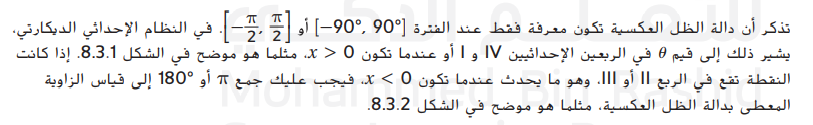 تذكر أن دالة الظل العكسية تكون معرفة فقط عند الفترة [−90°, 90°] أو [−π/2, π/2]. في النظام الإحداثي الديكارتي،
يشير ذلك إلى قيم θ في الربعين الإحداثيين IV و I أو عندما تكون x > 0، مثلما هو موضح في الشكل 8.3.1. إذا كانت
النقطة تقع في الربع II أو III، وهو ما يحدث عندما تكون x < 0، فيجب عليك جمع π أو 180° إلى قياس الزاوية
المعطى بدالة الظل العكسية، مثلما هو موضح في الشكل 8.3.2.
Mohammed Bin Rashid